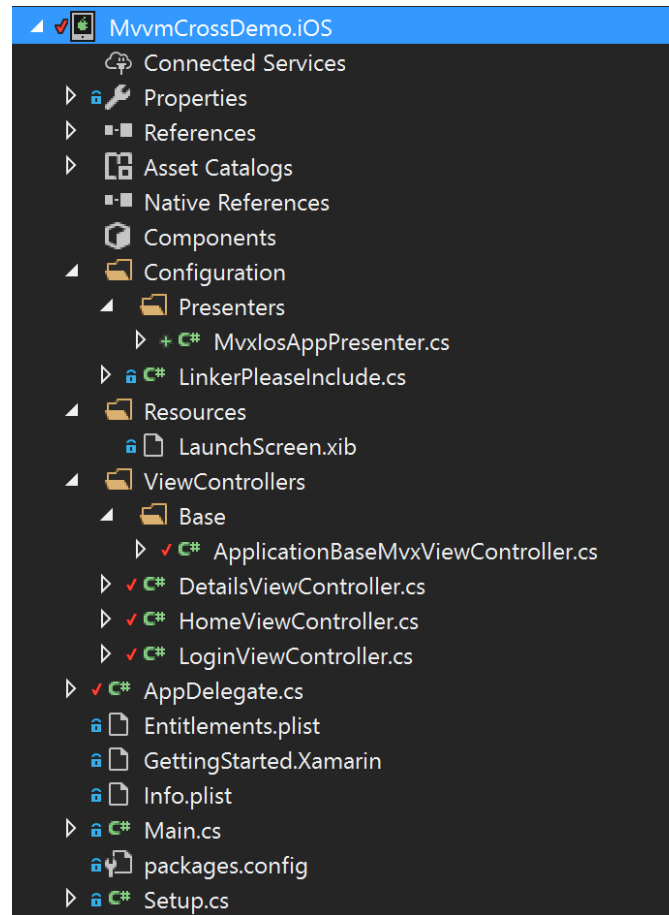 MvvmCrossDemo.iOS
Connected Services
Properties
References
Asset Catalogs
Native References
Components
Configuration
Presenters
C# MvxIosAppPresenter.cs
C# LinkerPleaseInclude.cs
Resources
LaunchScreen.xib
ViewControllers
Base
C# ApplicationBaseMvxViewController.cs
C# DetailsViewController.cs
C# HomeViewController.cs
C# LoginViewController.cs
C# AppDelegate.cs
Entitlements.plist
GettingStarted.Xamarin
Info.plist
C# Main.cs
packages.config
C# Setup.cs